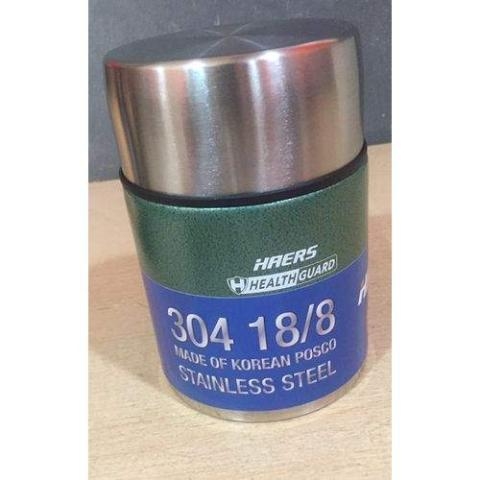 HAERS
HEALTH GUARD
304 18/8
MADE OF KOREAN POSCO
STAINLESS STEEL